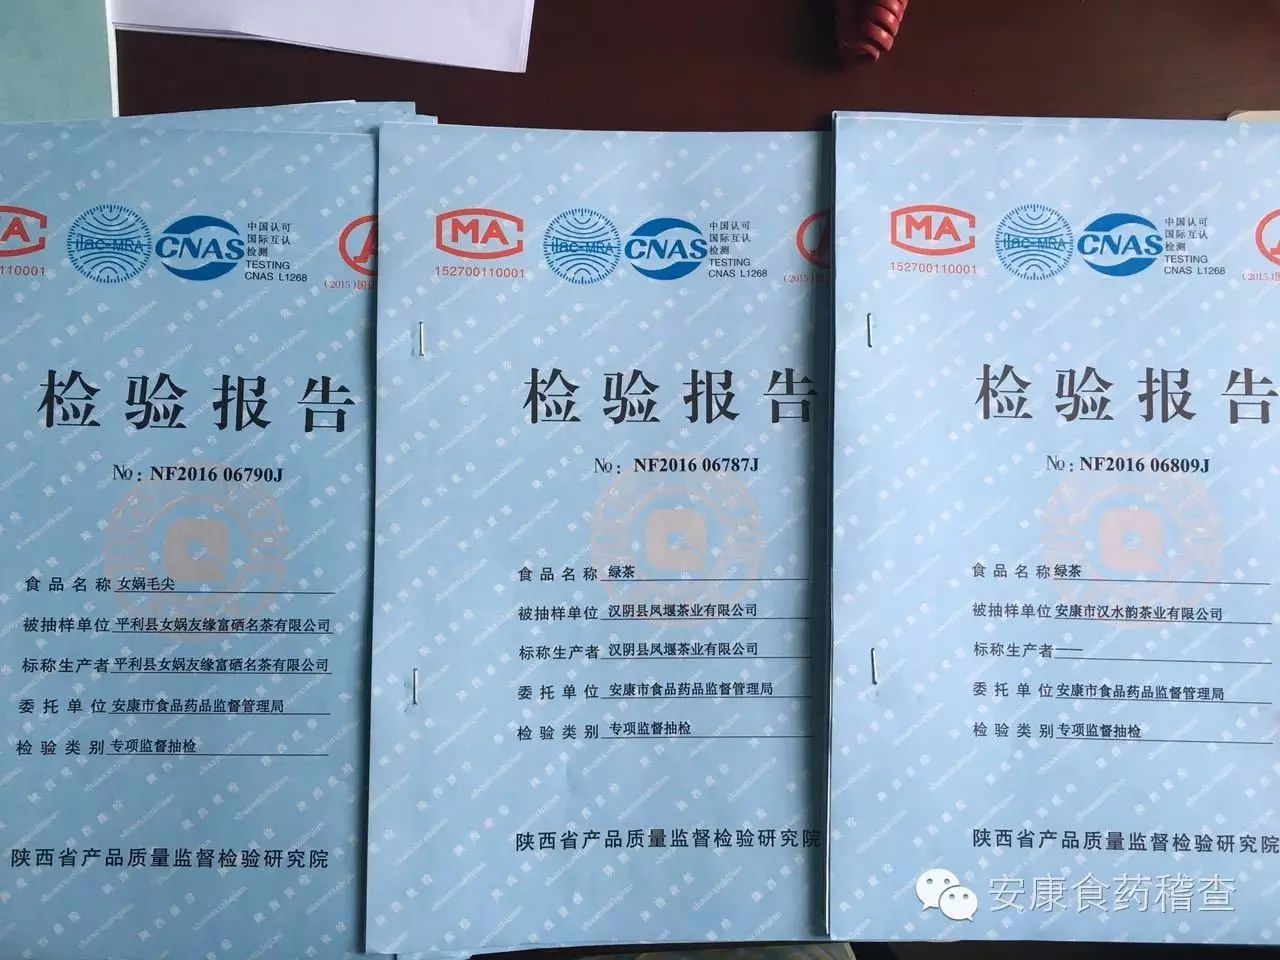 MA
110001
ilac-MRA
CNAS
中国认可
国际互认
检测
TESTING
CNAS L1268
(2015)国
检验报告
№: NF2016 06790J
食品名称 女娲毛尖
被抽样单位 平利县女娲友缘富硒名茶有限公司
标称生产者 平利县女娲友缘富硒名茶有限公司
委托单位 安康市食品药品监督管理局
检验类别 专项监督抽检
陕西省产品质量监督检验研究院
MA
152700110001
ilac-MRA
CNAS
中国认可
国际互认
检测
TESTING
CNAS L1268
(2015)
检验报告
№: NF2016 06787J
食品名称 绿茶
被抽样单位 汉阴县凤堰茶业有限公司
标称生产者 汉阴县凤堰茶业有限公司
委托单位 安康市食品药品监督管理局
检验类别 专项监督抽检
陕西省产品质量监督检验研究院
MA
152700110001
ilac-MRA
CNAS
中国认可
国际互认
检测
TESTING
CNAS L1268
(2015)
检验报告
№: NF2016 06809J
食品名称 绿茶
被抽样单位 安康市汉水韵茶业有限公司
标称生产者 ——
委托单位 安康市食品药品监督管理局
检验类别 专项监督抽检
陕西省产品质量监督检验研究院
安康食药稽查